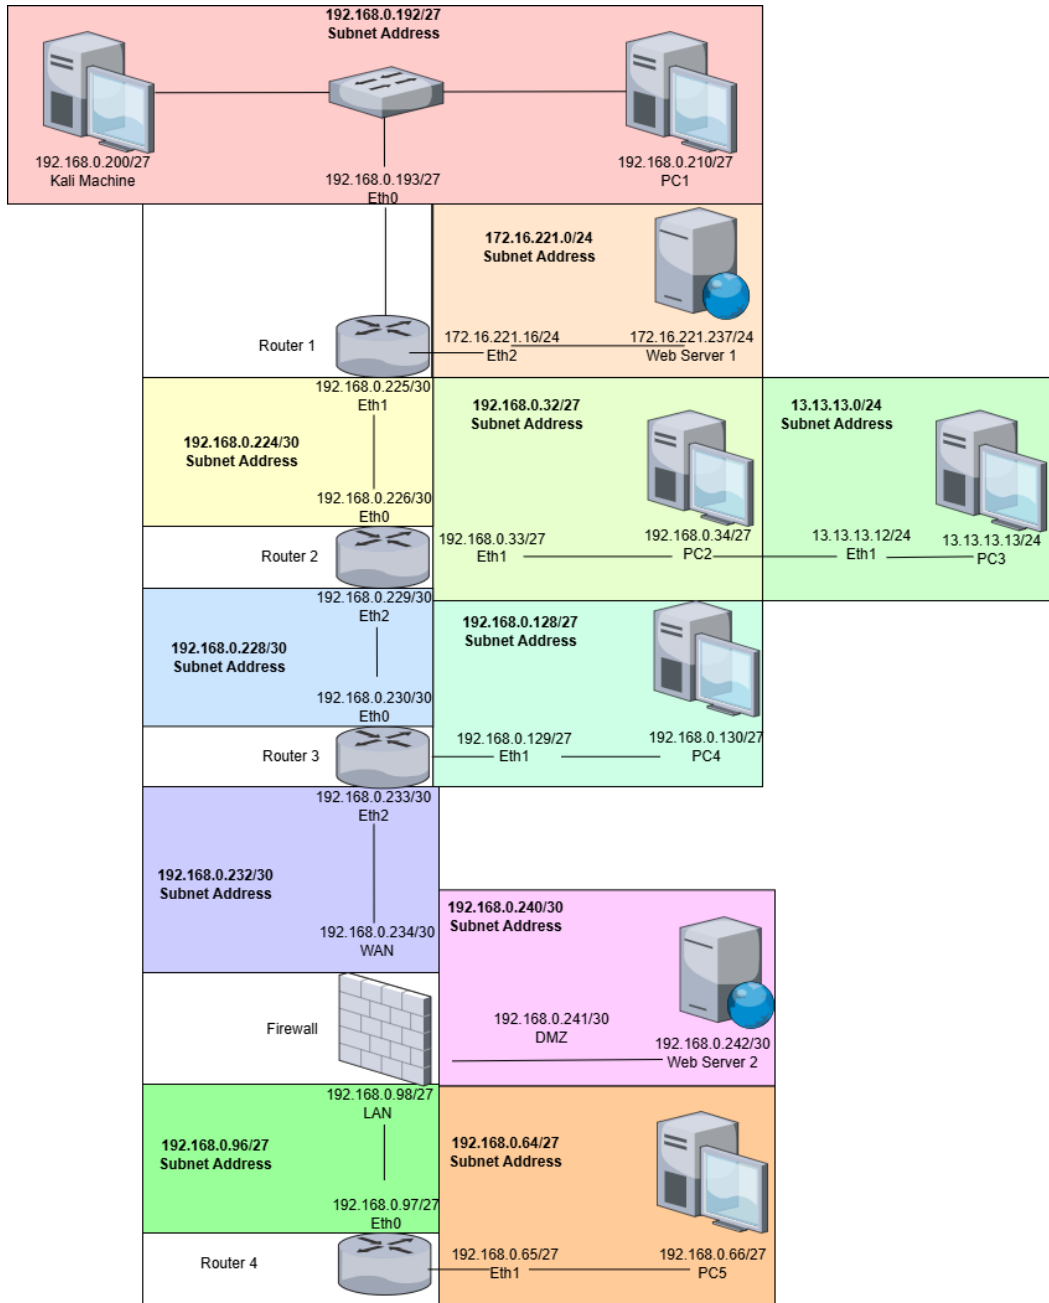 192.168.0.192/27
Subnet Address
192.168.0.200/27
Kali Machine
192.168.0.193/27
Eth0
192.168.0.210/27
PC1
172.16.221.0/24
Subnet Address
Router 1
172.16.221.16/24
Eth2
172.16.221.237/24
Web Server 1
192.168.0.225/30
Eth1
192.168.0.224/30
Subnet Address
192.168.0.226/30
Eth0
192.168.0.32/27
Subnet Address
13.13.13.0/24
Subnet Address
Router 2
192.168.0.33/27
Eth1
192.168.0.34/27
PC2
13.13.13.12/24
Eth1
13.13.13.13/24
PC3
192.168.0.229/30
Eth2
192.168.0.228/30
Subnet Address
192.168.0.230/30
Eth0
192.168.0.128/27
Subnet Address
Router 3
192.168.0.129/27
Eth1
192.168.0.130/27
PC4
192.168.0.233/30
Eth2
192.168.0.232/30
Subnet Address
192.168.0.234/30
WAN
192.168.0.240/30
Subnet Address
Firewall
192.168.0.241/30
DMZ
192.168.0.242/30
Web Server 2
192.168.0.98/27
LAN
192.168.0.96/27
Subnet Address
192.168.0.97/27
Eth0
192.168.0.64/27
Subnet Address
Router 4
192.168.0.65/27
Eth1
192.168.0.66/27
PC5